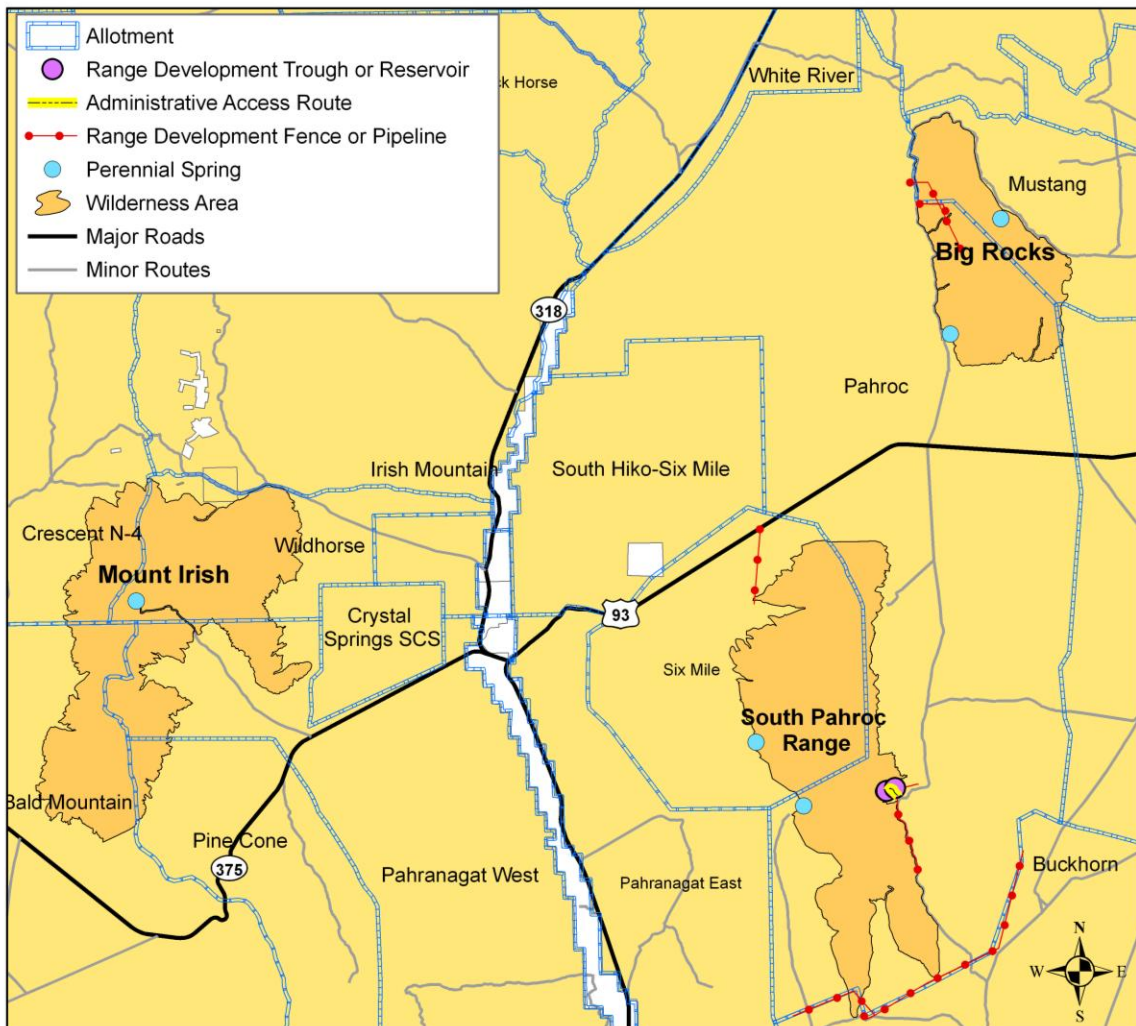 Allotment
Range Development Trough or Reservoir
Administrative Access Route
Range Development Fence or Pipeline
Perennial Spring
Wilderness Area
Major Roads
Minor Routes
ck Horse
White River
Mustang
Big Rocks
318
Pahroc
Irish Mountain
South Hiko-Six Mile
Crescent N-4
Wildhorse
Mount Irish
Crystal
Springs SCS
93
Six Mile
South Pahroc
Range
Bald Mountain
Pine Cone
375
Pahranagat West
Pahranagat East
Buckhorn
N
W
E
S